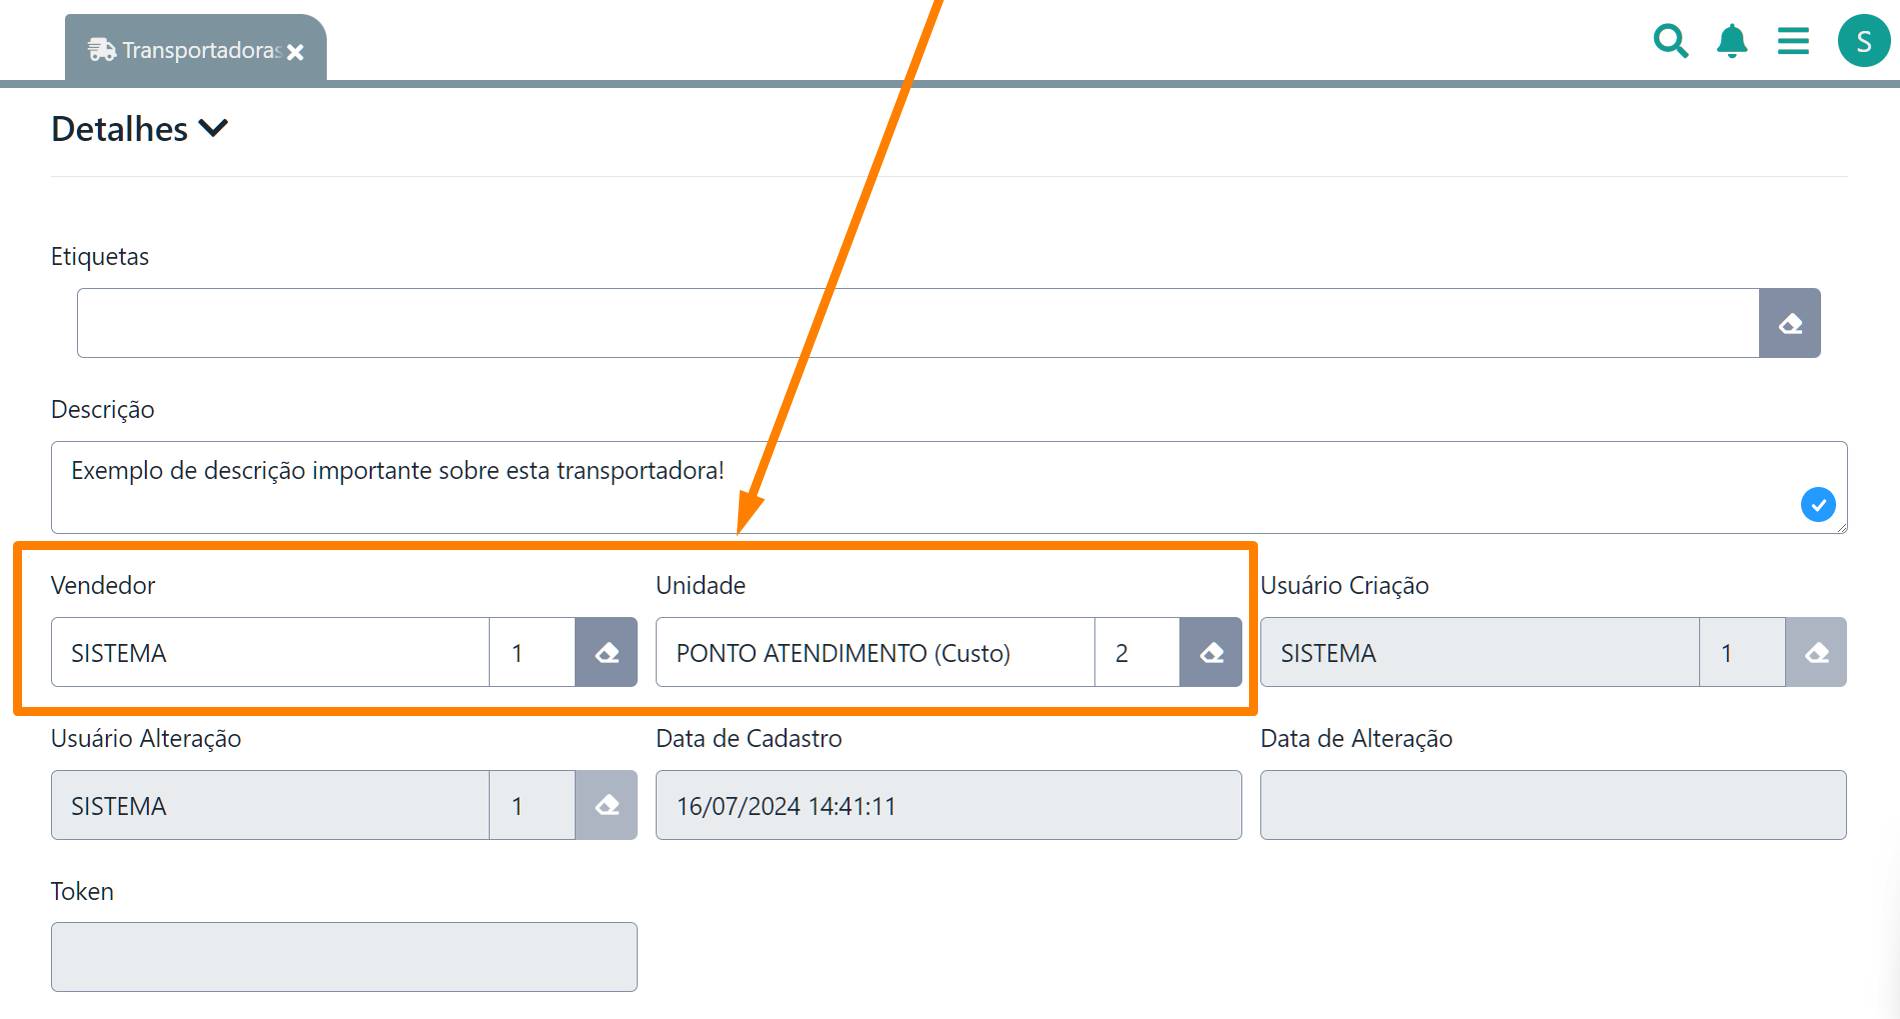 Transportadoras
S
Detalhes
Etiquetas
Descrição
Exemplo de descrição importante sobre esta transportadora!
Vendedor Unidade Usuário Criação
SISTEMA 1 PONTO ATENDIMENTO (Custo) 2 SISTEMA 1
Usuário Alteração Data de Cadastro Data de Alteração
SISTEMA 1 16/07/2024 14:41:11
Token